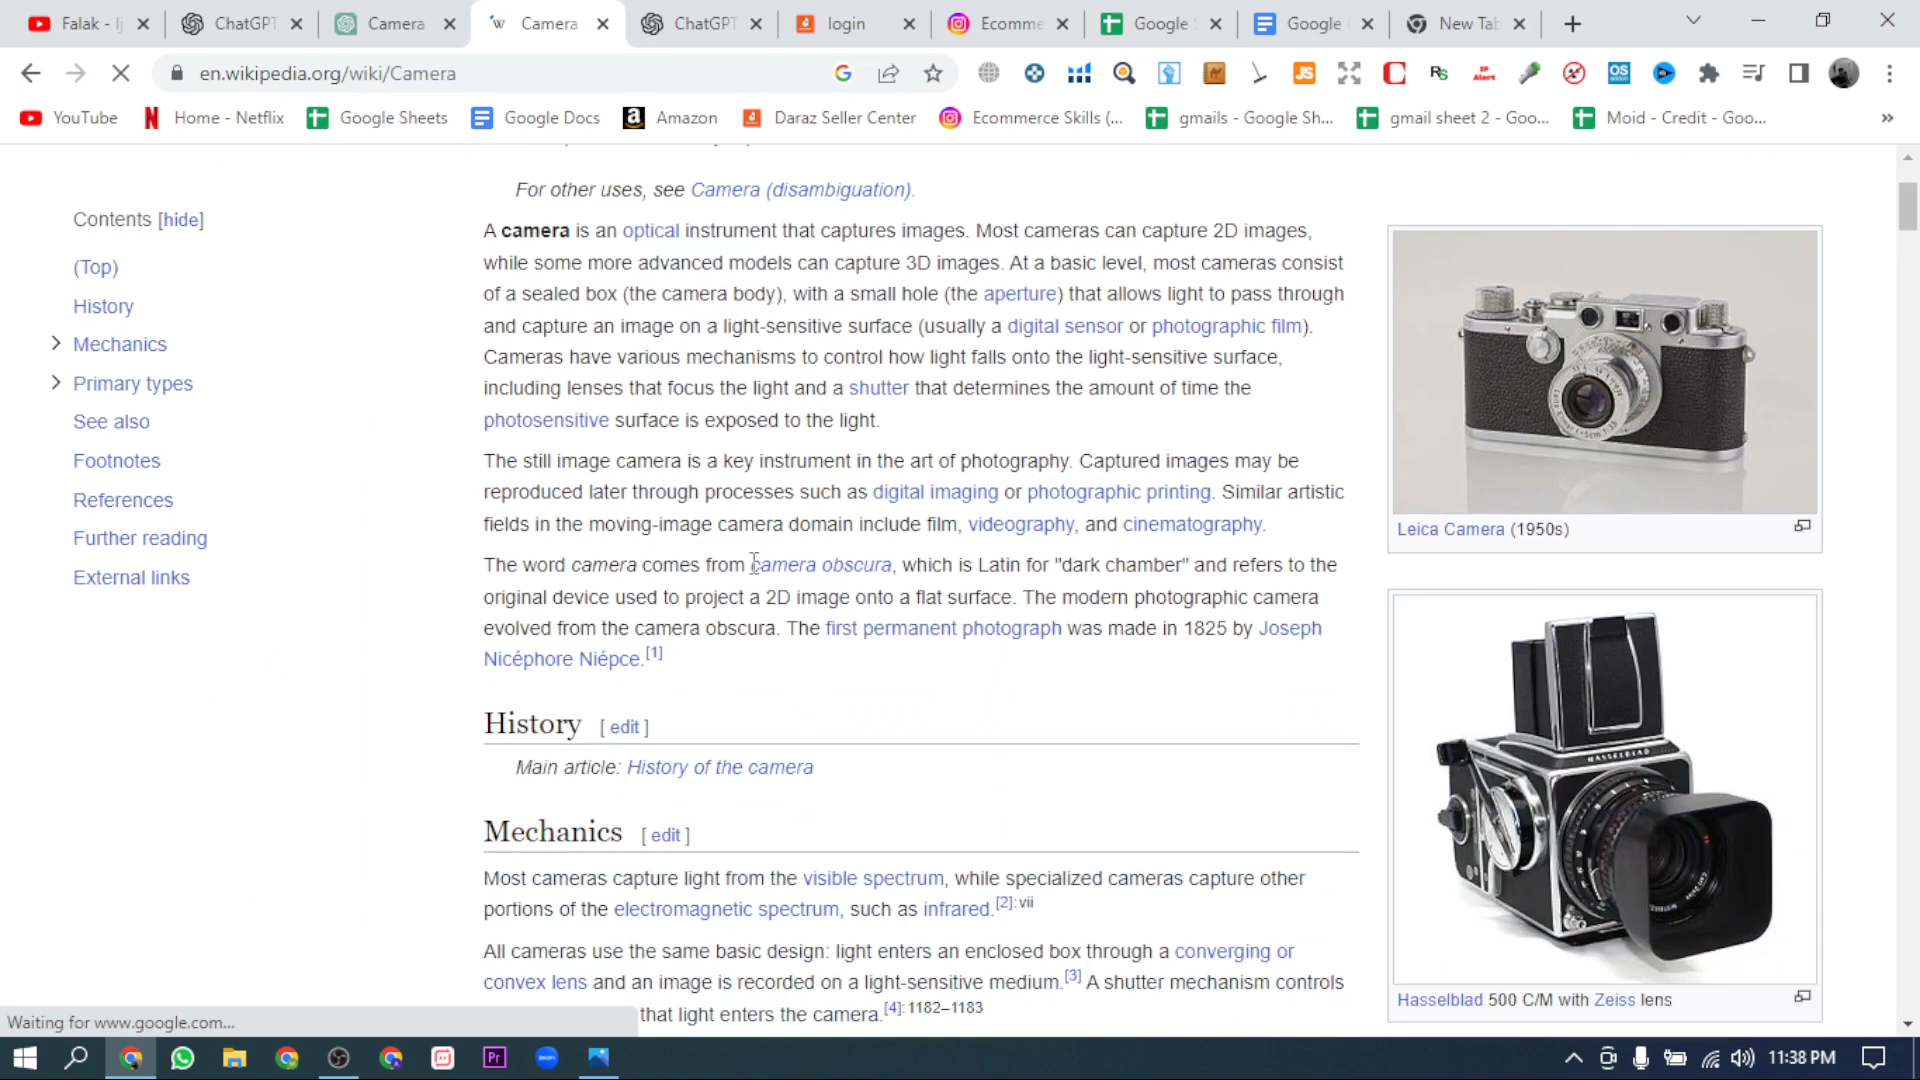 Falak - Ij
ChatGPT
Camera
Camera
ChatGPT
login
Ecomme
Google S
Google
New Tab
en.wikipedia.org/wiki/Camera
YouTube
Home - Netflix
Google Sheets
Google Docs
Amazon
Daraz Seller Center
Ecommerce Skills (...
gmails - Google Sh...
gmail sheet 2 - Goo...
Moid - Credit - Goo...
For other uses, see Camera (disambiguation).
Contents [hide]
(Top)
History
Mechanics
Primary types
See also
Footnotes
References
Further reading
External links
A camera is an optical instrument that captures images. Most cameras can capture 2D images,
while some more advanced models can capture 3D images. At a basic level, most cameras consist
of a sealed box (the camera body), with a small hole (the aperture) that allows light to pass through
and capture an image on a light-sensitive surface (usually a digital sensor or photographic film).
Cameras have various mechanisms to control how light falls onto the light-sensitive surface,
including lenses that focus the light and a shutter that determines the amount of time the
photosensitive surface is exposed to the light.
The still image camera is a key instrument in the art of photography. Captured images may be
reproduced later through processes such as digital imaging or photographic printing. Similar artistic
fields in the moving-image camera domain include film, videography, and cinematography.
The word camera comes from camera obscura, which is Latin for "dark chamber" and refers to the
original device used to project a 2D image onto a flat surface. The modern photographic camera
evolved from the camera obscura. The first permanent photograph was made in 1825 by Joseph
Nicéphore Niépce.[1]
History [ edit ]
Main article: History of the camera
Mechanics [ edit ]
Most cameras capture light from the visible spectrum, while specialized cameras capture other
portions of the electromagnetic spectrum, such as infrared.[2]: vii
All cameras use the same basic design: light enters an enclosed box through a converging or
convex lens and an image is recorded on a light-sensitive medium.[3] A shutter mechanism controls
that light enters the camera.[4]: 1182–1183
Leica Camera (1950s)
HASSELBLAD
Hasselblad 500 C/M with Zeiss lens
Waiting for www.google.com...
11:38 PM